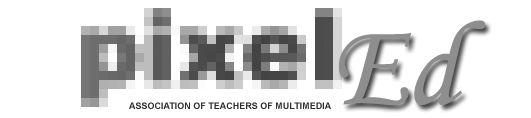 pixelEd
ASSOCIATION OF TEACHERS OF MULTIMEDIA